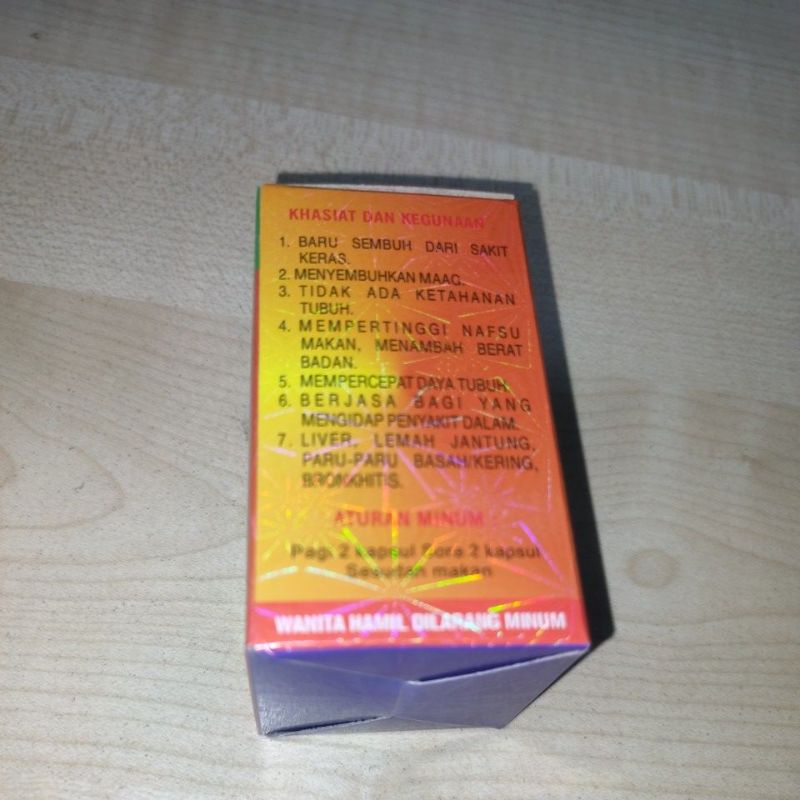 KHASIAT DAN KEGUNAAN
1. BARU SEMBUH DARI SAKIT
KERAS.
2. MENYEMBUHKAN MAAG.
3. TIDAK ADA KETAHANAN
TUBUH.
4. MEMPERTINGGI NAFSU
MAKAN, MENAMBAH BERAT
BADAN.
5. MEMPERCEPAT DAYA TUBUH.
6. BERJASA BAGI YANG
MENGIDAP PENYAKIT DALAM.
7. LIVER, LEMAH JANTUNG,
PARU-PARU BASAH/KERING,
BRONKHITIS.
ATURAN MINUM :
Pagi 2 kapsul Sore 2 kapsul
Sesudah makan
WANITA HAMIL DILARANG MINUM